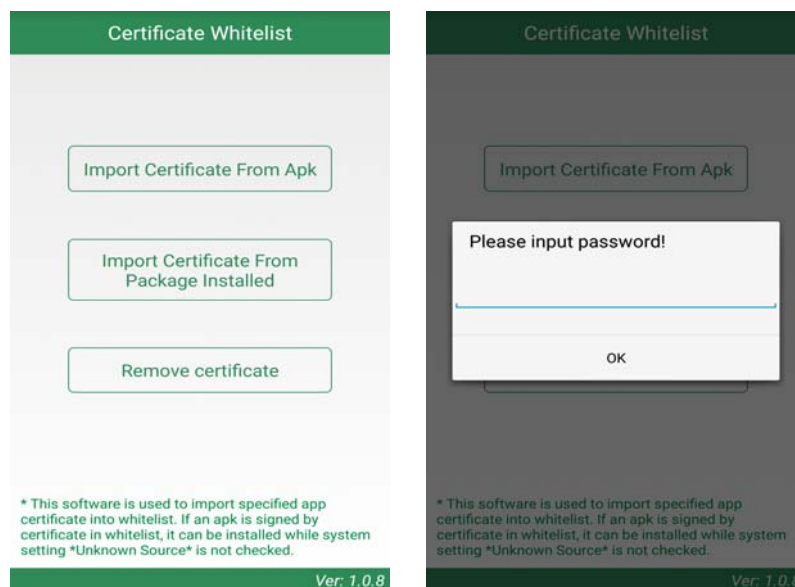 Certificate Whitelist
Import Certificate From Apk
Import Certificate From
Package Installed
Remove certificate
* This software is used to import specified app
certificate into whitelist. If an apk is signed by
certificate in whitelist, it can be installed while system
setting *Unknown Source* is not checked.
Ver: 1.0.8
Certificate Whitelist
Import Certificate From Apk
Please input password!
OK
* This software is used to import specified app
certificate into whitelist. If an apk is signed by
certificate in whitelist, it can be installed while system
setting *Unknown Source* is not checked.
Ver: 1.0.